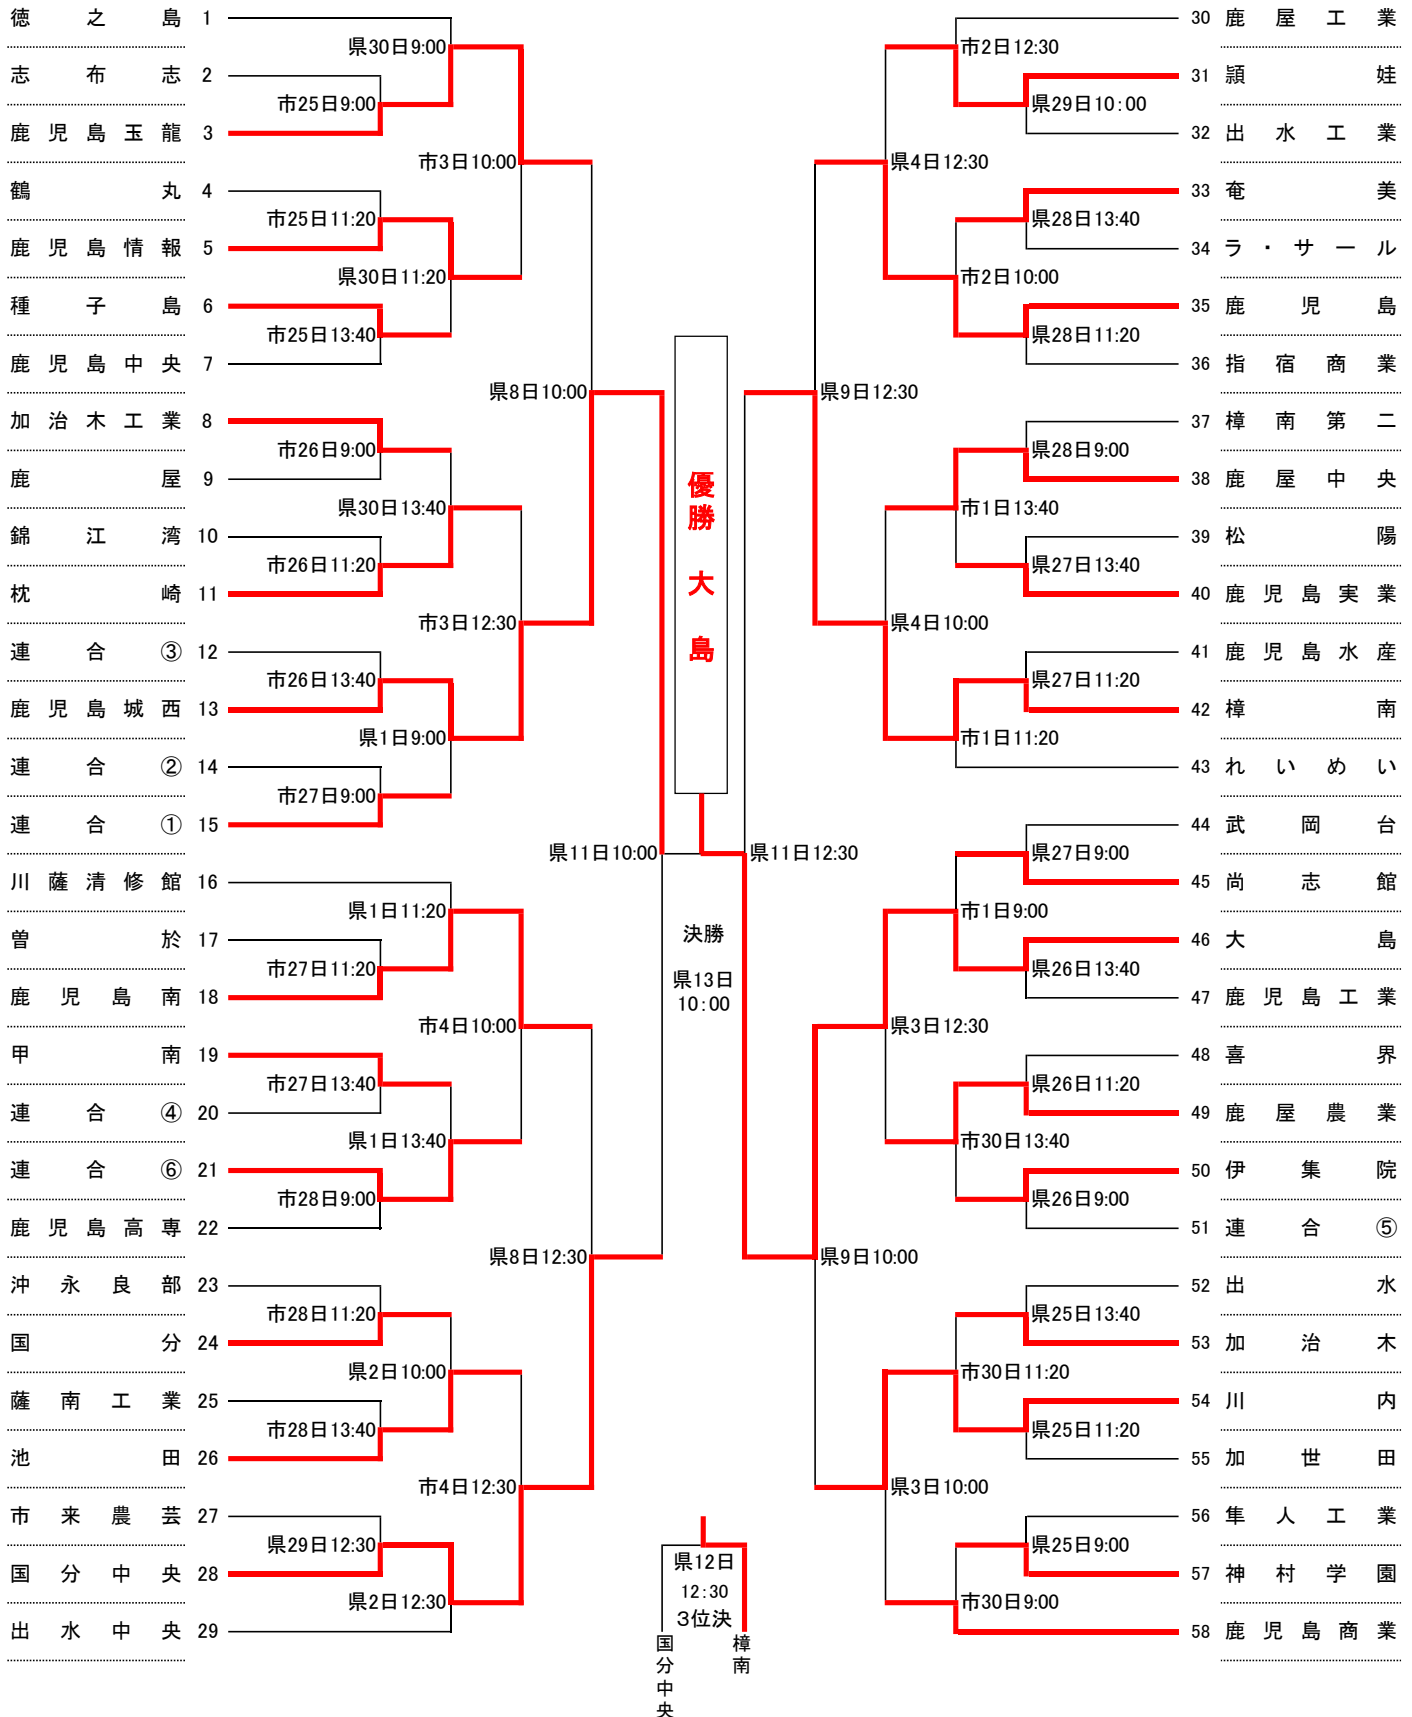 徳之島 1
志布志 2
鹿児島玉龍 3
鶴丸 4
鹿児島情報 5
種子島 6
鹿児島中央 7
加治木工業 8
鹿屋 9
錦江湾 10
枕崎 11
連合③ 12
鹿児島城西 13
連合② 14
連合① 15
川薩清修館 16
曽於 17
鹿児島南 18
甲南 19
連合④ 20
連合⑥ 21
鹿児島高専 22
沖永良部 23
国分 24
薩南工業 25
池田 26
市来農芸 27
国分中央 28
出水中央 29
市25日9:00
市25日11:20
市25日13:40
市26日9:00
市26日11:20
市26日13:40
市27日9:00
市27日11:20
市27日13:40
市28日9:00
市28日11:20
市28日13:40
県29日12:30
県30日9:00
県30日11:20
県30日13:40
県1日9:00
県1日11:20
県1日13:40
県2日10:00
県2日12:30
市3日10:00
市3日12:30
市4日10:00
市4日12:30
県8日10:00
県8日12:30
県11日10:00
優勝 大島
決勝
県13日
10:00
県12日
12:30
3位決
国分中央
樟南
県11日12:30
県9日12:30
県9日10:00
県4日12:30
県4日10:00
県3日12:30
県3日10:00
市2日12:30
市2日10:00
市1日13:40
市1日11:20
市1日9:00
市30日13:40
市30日11:20
市30日9:00
県29日10:00
県28日13:40
県28日11:20
県28日9:00
県27日13:40
県27日11:20
県27日9:00
県26日13:40
県26日11:20
県26日9:00
県25日13:40
県25日11:20
県25日9:00
30 鹿屋工業
31 頴娃
32 出水工業
33 奄美
34 ラ・サール
35 鹿児島
36 指宿商業
37 樟南第二
38 鹿屋中央
39 松陽
40 鹿児島実業
41 鹿児島水産
42 樟南
43 れいめい
44 武岡台
45 尚志館
46 大島
47 鹿児島工業
48 喜界
49 鹿屋農業
50 伊集院
51 連合⑤
52 出水
53 加治木
54 川内
55 加世田
56 隼人工業
57 神村学園
58 鹿児島商業